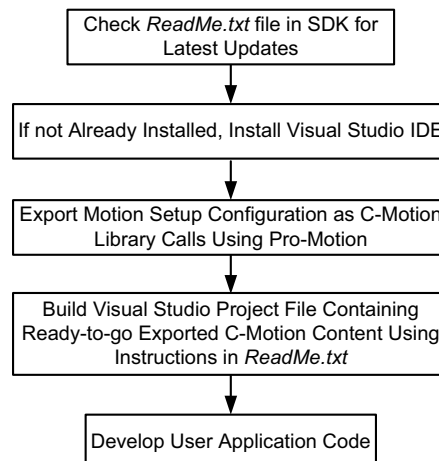 Check ReadMe.txt file in SDK for
Latest Updates
If not Already Installed, Install Visual Studio IDE
Export Motion Setup Configuration as C-Motion
Library Calls Using Pro-Motion
Build Visual Studio Project File Containing
Ready-to-go Exported C-Motion Content Using
Instructions in ReadMe.txt
Develop User Application Code